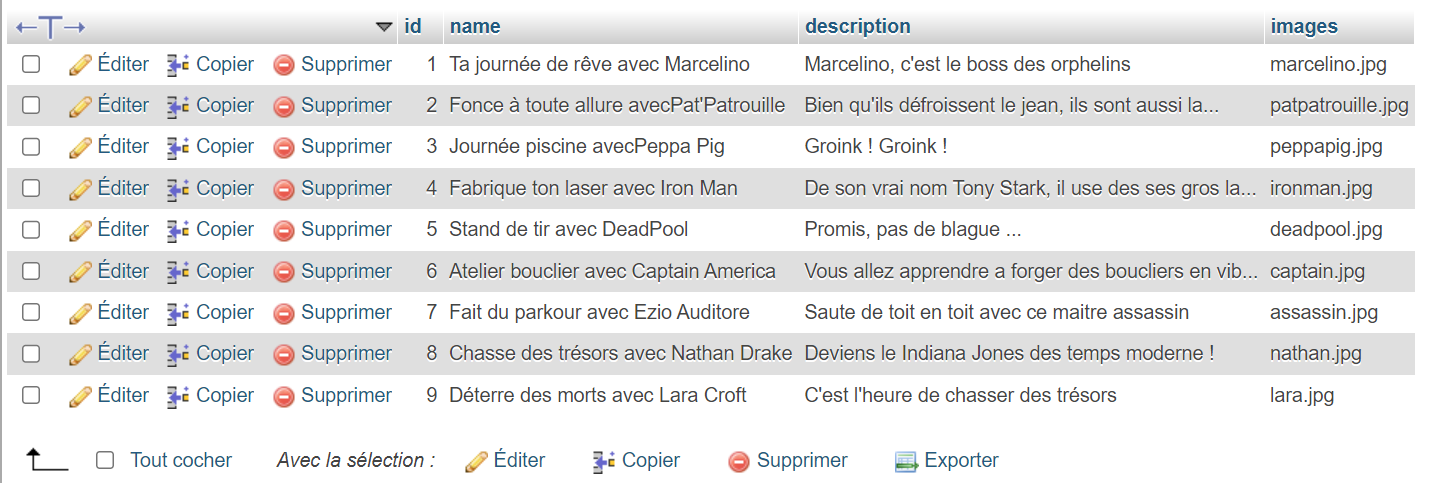 id name description images
Éditer Copier Supprimer 1 Ta journée de rêve avec Marcelino Marcelino, c'est le boss des orphelins marcelino.jpg
Éditer Copier Supprimer 2 Fonce à toute allure avecPat'Patrouille Bien qu'ils défroissent le jean, ils sont aussi la... patpatrouille.jpg
Éditer Copier Supprimer 3 Journée piscine avecPeppa Pig Groink ! Groink ! peppapig.jpg
Éditer Copier Supprimer 4 Fabrique ton laser avec Iron Man De son vrai nom Tony Stark, il use des ses gros la... ironman.jpg
Éditer Copier Supprimer 5 Stand de tir avec DeadPool Promis, pas de blague ... deadpool.jpg
Éditer Copier Supprimer 6 Atelier bouclier avec Captain America Vous allez apprendre a forger des boucliers en vib... captain.jpg
Éditer Copier Supprimer 7 Fait du parkour avec Ezio Auditore Saute de toit en toit avec ce maitre assassin assassin.jpg
Éditer Copier Supprimer 8 Chasse des trésors avec Nathan Drake Deviens le Indiana Jones des temps moderne ! nathan.jpg
Éditer Copier Supprimer 9 Déterre des morts avec Lara Croft C'est l'heure de chasser des trésors lara.jpg
Tout cocher Avec la sélection : Éditer Copier Supprimer Exporter